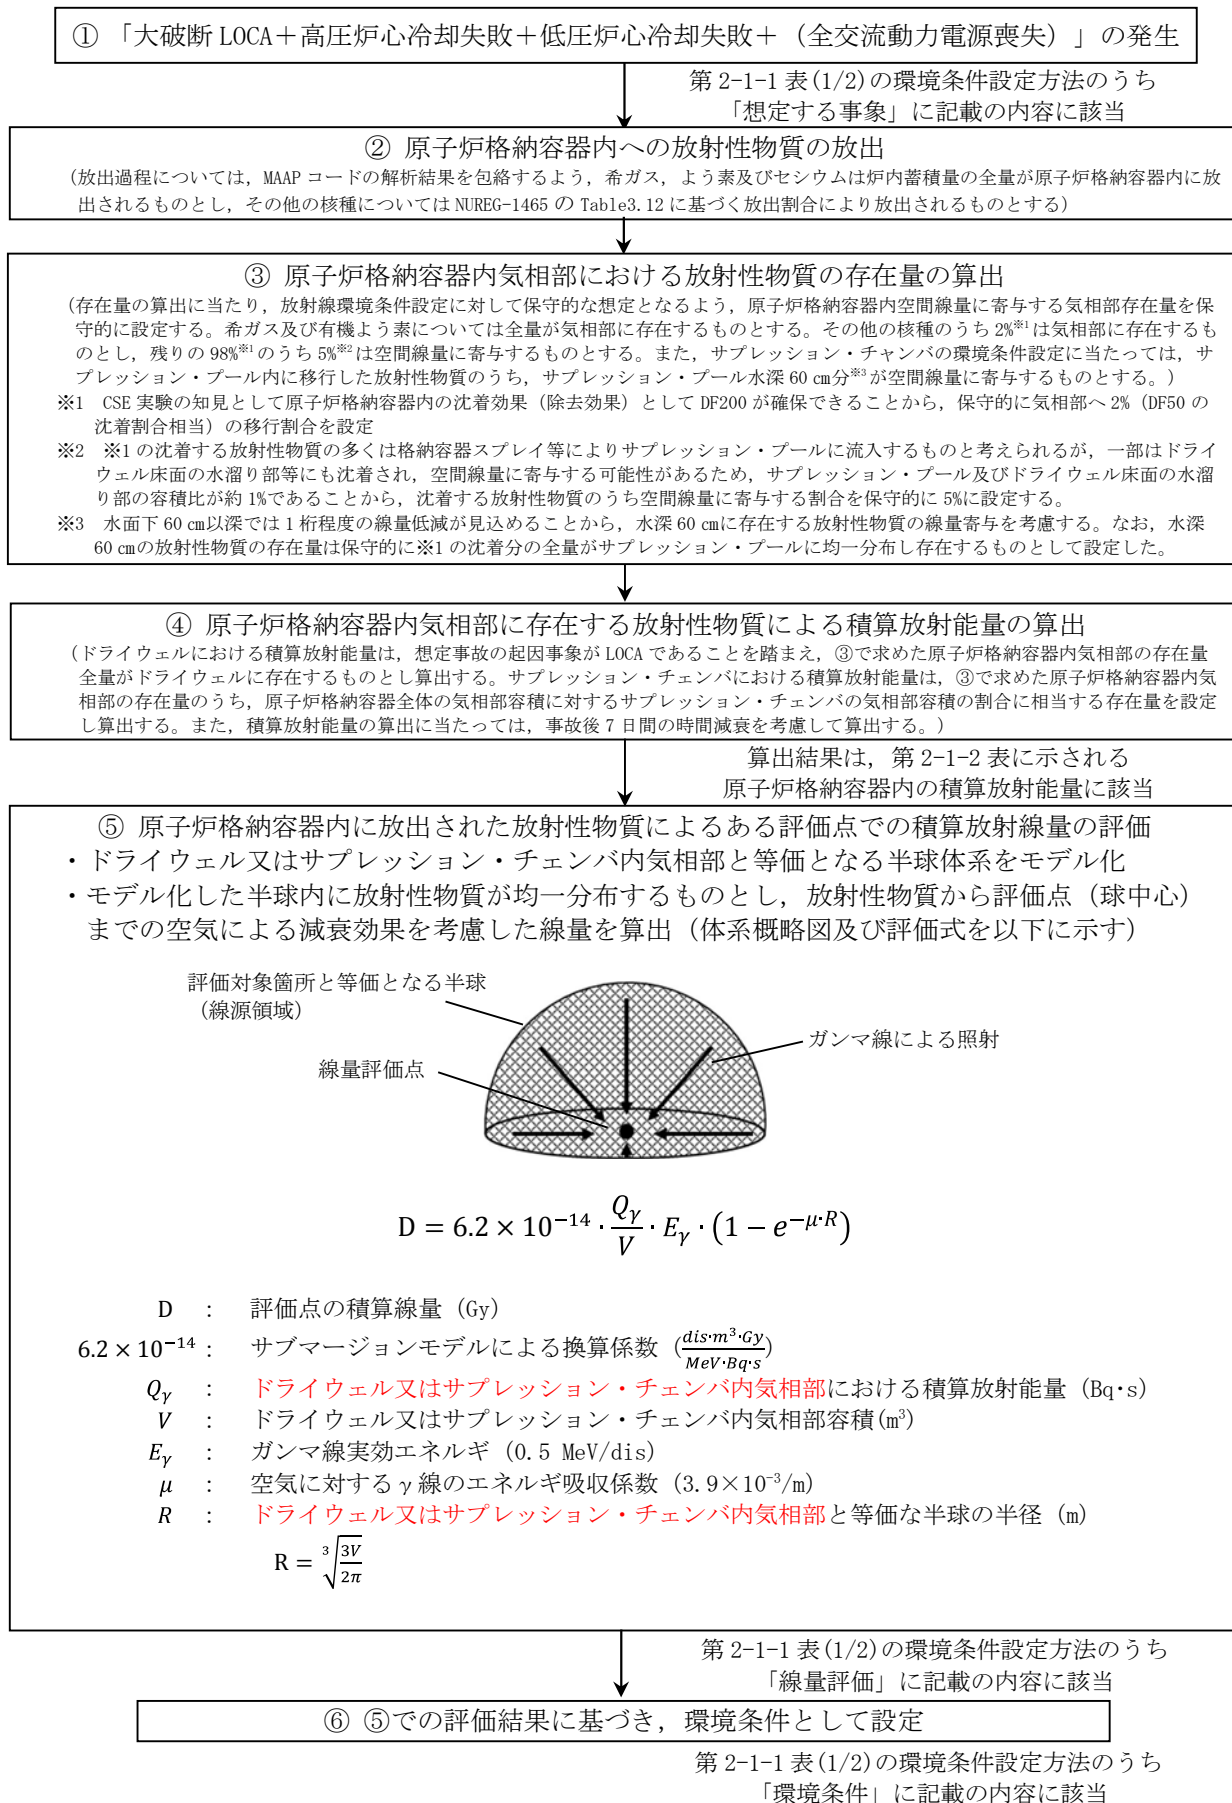 ① 「大破断 LOCA＋高圧炉心冷却失敗＋低圧炉心冷却失敗＋（全交流動力電源喪失）」の発生
第 2-1-1 表(1/2)の環境条件設定方法のうち
「想定する事象」に記載の内容に該当
② 原子炉格納容器内への放射性物質の放出
(放出過程については，MAAP コードの解析結果を包絡するよう，希ガス，よう素及びセシウムは炉内蓄積量の全量が原子炉格納容器内に放
出されるものとし，その他の核種については NUREG-1465 の Table3.12 に基づく放出割合により放出されるものとする)
③ 原子炉格納容器内気相部における放射性物質の存在量の算出
(存在量の算出に当たり，放射線環境条件設定に対して保守的な想定となるよう，原子炉格納容器内空間線量に寄与する気相部存在量を保
守的に設定する。希ガス及び有機よう素については全量が気相部に存在するものとする。その他の核種のうち 2%※1は気相部に存在するも
のとし，残りの 98%※1のうち 5%※2は空間線量に寄与するものとする。また，サプレッション・チャンバの環境条件設定に当たっては，サ
プレッション・プール内に移行した放射性物質のうち，サプレッション・プール水深 60 ㎝分※3が空間線量に寄与するものとする。)
※1 CSE 実験の知見として原子炉格納容器内の沈着効果（除去効果）として DF200 が確保できることから，保守的に気相部へ 2%（DF50 の
沈着割合相当）の移行割合を設定
※2 ※1 の沈着する放射性物質の多くは格納容器スプレイ等によりサプレッション・プールに流入するものと考えられるが，一部はドライ
ウェル床面の水溜り部等にも沈着され，空間線量に寄与する可能性があるため，サプレッション・プール及びドライウェル床面の水溜
り部の容積比が約 1%であることから，沈着する放射性物質のうち空間線量に寄与する割合を保守的に 5%に設定する。
※3 水面下 60 ㎝以深では 1 桁程度の線量低減が見込めることから，水深 60 ㎝に存在する放射性物質の線量寄与を考慮する。なお，水深
60 ㎝の放射性物質の存在量は保守的に※1 の沈着分の全量がサプレッション・プールに均一分布し存在するものとして設定した。
④ 原子炉格納容器内気相部に存在する放射性物質による積算放射能量の算出
(ドライウェルにおける積算放射能量は，想定事故の起因事象が LOCA であることを踏まえ，③で求めた原子炉格納容器内気相部の存在量
全量がドライウェルに存在するものとし算出する。サプレッション・チェンバにおける積算放射能量は，③で求めた原子炉格納容器内気
相部の存在量のうち，原子炉格納容器全体の気相部容積に対するサプレッション・チェンバの気相部容積の割合に相当する存在量を設定
し算出する。また，積算放射能量の算出に当たっては，事故後 7 日間の時間減衰を考慮して算出する。)
算出結果は，第 2-1-2 表に示される
原子炉格納容器内の積算放射能量に該当
⑤ 原子炉格納容器内に放出された放射性物質によるある評価点での積算放射線量の評価
・ドライウェル又はサプレッション・チェンバ内気相部と等価となる半球体系をモデル化
・モデル化した半球内に放射性物質が均一分布するものとし，放射性物質から評価点（球中心）
までの空気による減衰効果を考慮した線量を算出（体系概略図及び評価式を以下に示す）
評価対象箇所と等価となる半球
（線源領域）
ガンマ線による照射
線量評価点
D = 6.2 × 10⁻¹⁴ · Qγ/V · Eγ · (1 − e^(−μ·R))
D ： 評価点の積算線量 (Gy)
6.2 × 10⁻¹⁴： サブマージョンモデルによる換算係数 (dis·m³·Gy/MeV·Bq·s)
Qγ ： ドライウェル又はサプレッション・チェンバ内気相部における積算放射能量 (Bq・s)
V ： ドライウェル又はサプレッション・チェンバ内気相部容積(m³)
Eγ ： ガンマ線実効エネルギ (0.5 MeV/dis)
μ ： 空気に対するγ線のエネルギ吸収係数 (3.9×10⁻³/m)
R ： ドライウェル又はサプレッション・チェンバ内気相部と等価な半球の半径 (m)
R = ³√(3V/2π)
第 2-1-1 表(1/2)の環境条件設定方法のうち
「線量評価」に記載の内容に該当
⑥ ⑤での評価結果に基づき，環境条件として設定
第 2-1-1 表(1/2)の環境条件設定方法のうち
「環境条件」に記載の内容に該当